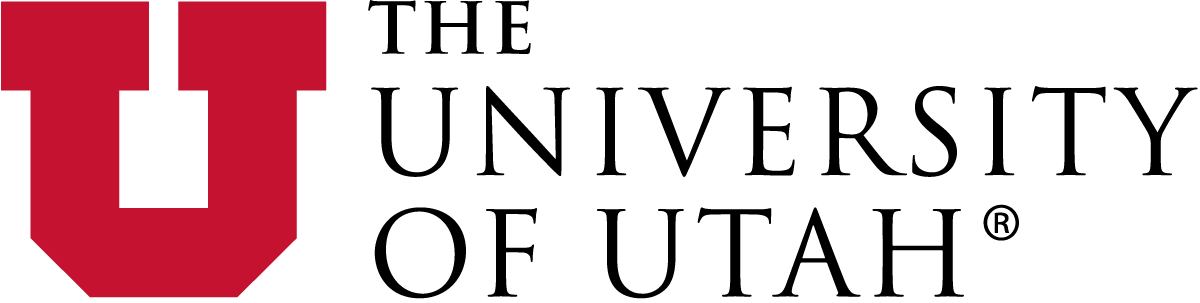 U
THE
UNIVERSITY
OF UTAH®